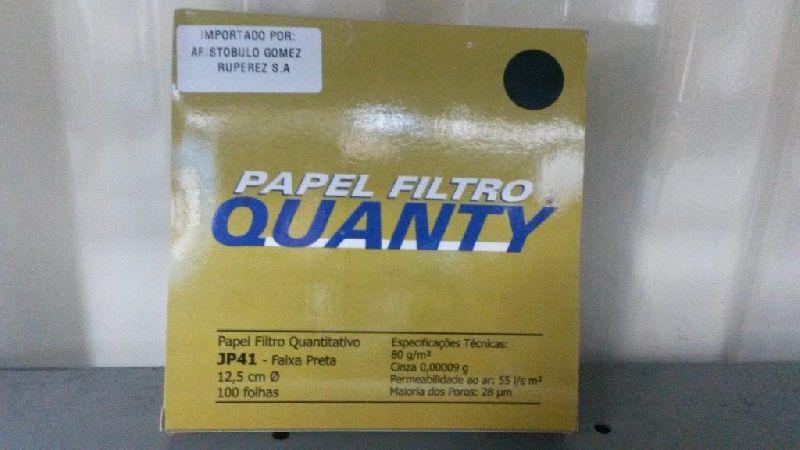 IMPORTADO POR:
ARISTOBULO GOMEZ
RUPEREZ S.A
PAPEL FILTRO
QUANTY®
Papel Filtro Quantitativo
JP41 - Faixa Preta
12,5 cm Ø
100 folhas
Especificações Técnicas:
80 g/m²
Cinza 0,00009 g
Permeabilidade ao ar: 55 l/s m²
Maioria dos Poros: 28 µm